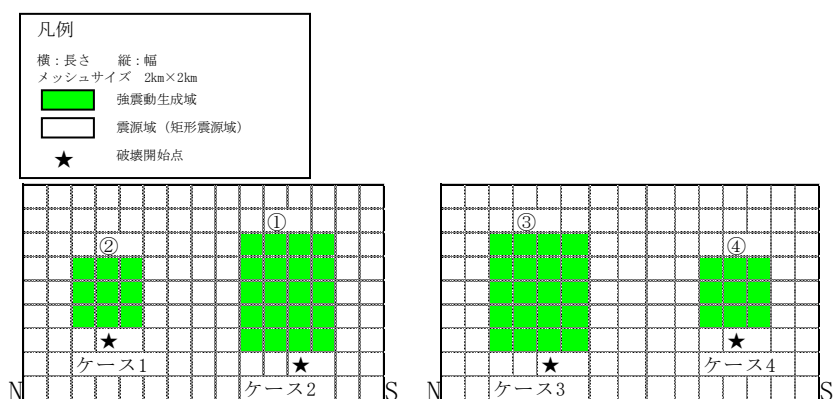 凡例
横：長さ　縦：幅
メッシュサイズ　2km×2km
強震動生成域
震源域（矩形震源域）
★　破壊開始点
①　③
②　④
★　★
ケース1　★　★　ケース4
N　ケース2　S　N　ケース3　S